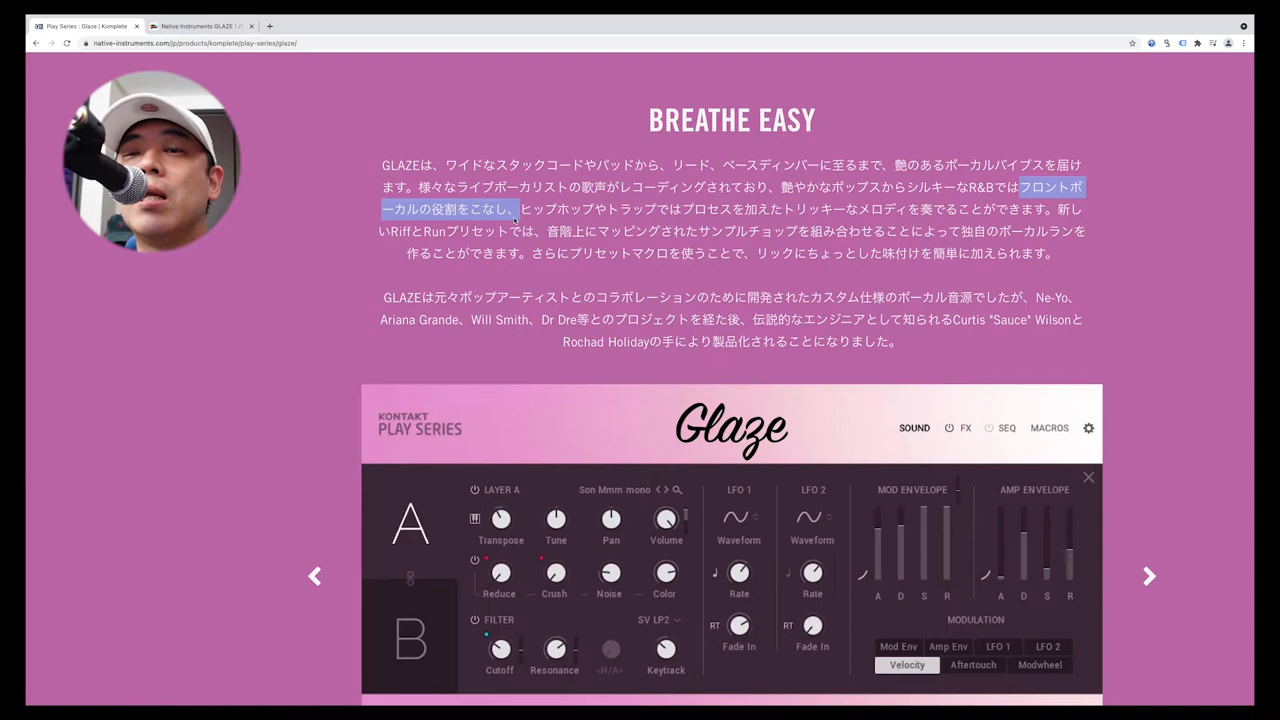 Play Series : Glaze | Komplete
Native Instruments GLAZE |
native-instruments.com/jp/products/komplete/play-series/glaze/
BREATHE EASY
GLAZEは、ワイドなスタックコードやパッドから、リード、ベースディンバーに至るまで、艶のあるボーカルバイブスを届け
ます。様々なライブボーカリストの歌声がレコーディングされており、艶やかなポップスからシルキーなR&Bではフロントボ
ーカルの役割をこなし、ヒップホップやトラップではプロセスを加えたトリッキーなメロディを奏でることができます。新し
いRiffとRunプリセットでは、音階上にマッピングされたサンプルチョップを組み合わせることによって独自のボーカルランを
作ることができます。さらにプリセットマクロを使うことで、リックにちょっとした味付けを簡単に加えられます。
GLAZEは元々ポップアーティストとのコラボレーションのために開発されたカスタム仕様のボーカル音源でしたが、Ne-Yo、
Ariana Grande、Will Smith、Dr Dre等とのプロジェクトを経た後、伝説的なエンジニアとして知られるCurtis "Sauce" Wilsonと
Rochad Holidayの手により製品化されることになりました。
KONTAKT
PLAY SERIES
Glaze
SOUND FX SEQ MACROS
A
B
LAYER A Son Mmm mono
Transpose Tune Pan Volume
Reduce Crush Noise Color
FILTER SV LP2
Cutoff Resonance <N/A> Keytrack
LFO 1 LFO 2
Waveform Waveform
Rate Rate
RT RT
Fade In Fade In
MOD ENVELOPE AMP ENVELOPE
A D S R A D S R
MODULATION
Mod Env Amp Env LFO 1 LFO 2
Velocity Aftertouch Modwheel